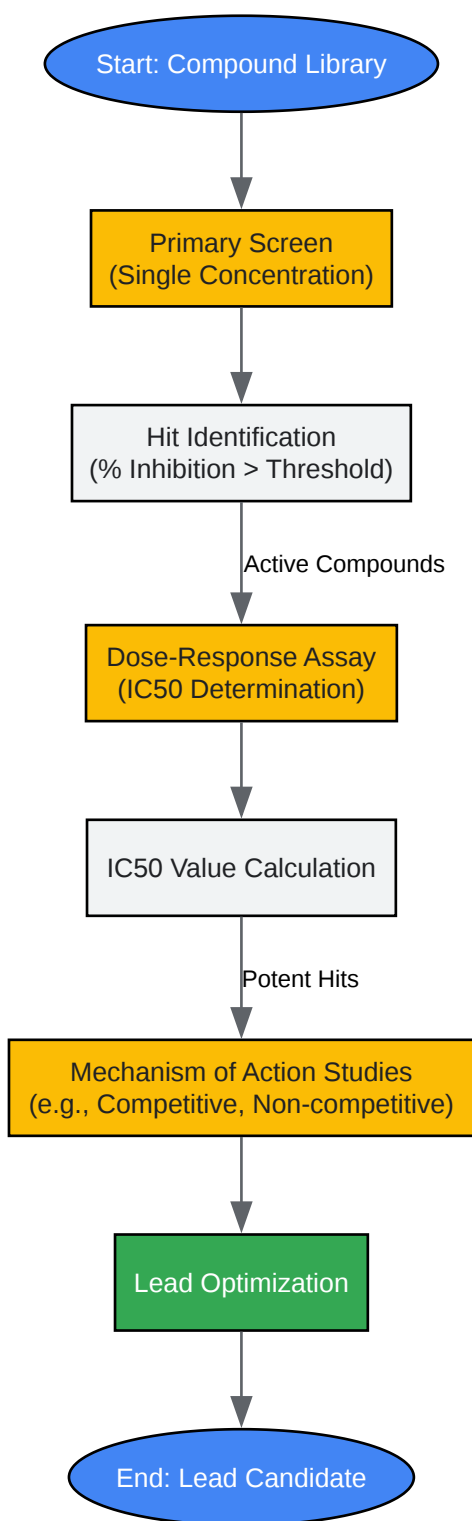 Start: Compound Library
Primary Screen
(Single Concentration)
Hit Identification
(% Inhibition > Threshold)
Active Compounds
Dose-Response Assay
(IC50 Determination)
IC50 Value Calculation
Potent Hits
Mechanism of Action Studies
(e.g., Competitive, Non-competitive)
Lead Optimization
End: Lead Candidate